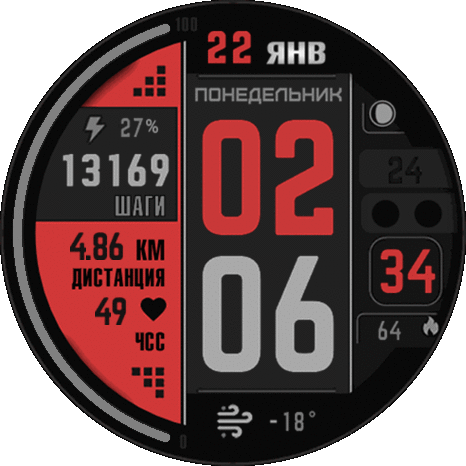 100
22 ЯНВ
ПОНЕДЕЛЬНИК
27%
13169
ШАГИ
4.86 КМ
ДИСТАНЦИЯ
49
ЧСС
02
06
24
34
64
-18°
0